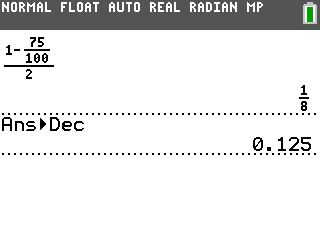 NORMAL FLOAT AUTO REAL RADIAN MP
1-75/100
2
1/8
Ans▶Dec
0.125